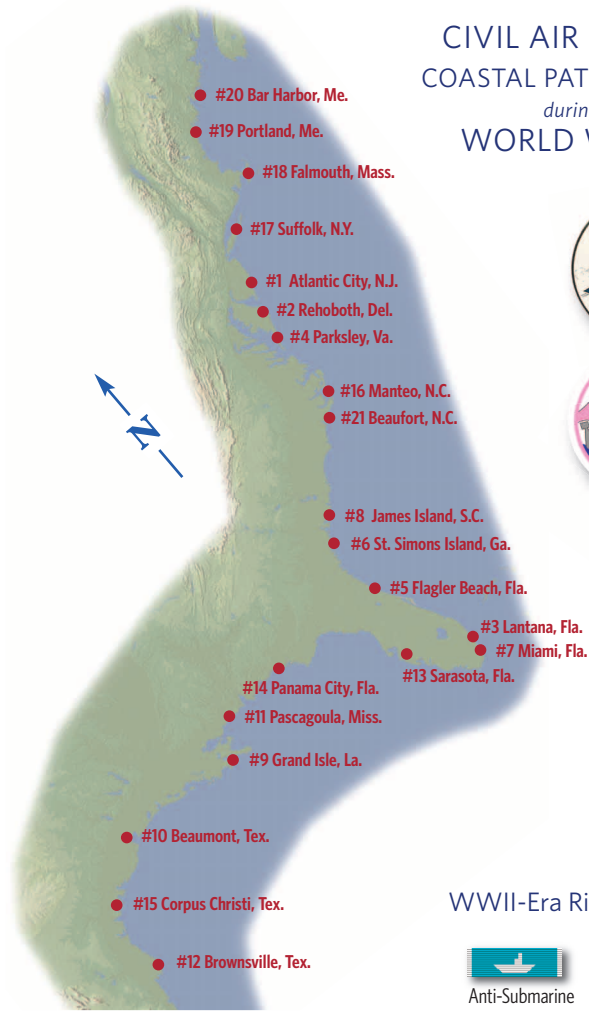 CIVIL AIR
COASTAL PAT
durin
WORLD W
#20 Bar Harbor, Me.
#19 Portland, Me.
#18 Falmouth, Mass.
#17 Suffolk, N.Y.
#1 Atlantic City, N.J.
#2 Rehoboth, Del.
#4 Parksley, Va.
N
#16 Manteo, N.C.
#21 Beaufort, N.C.
#8 James Island, S.C.
#6 St. Simons Island, Ga.
#5 Flagler Beach, Fla.
#3 Lantana, Fla.
#7 Miami, Fla.
#13 Sarasota, Fla.
#14 Panama City, Fla.
#11 Pascagoula, Miss.
#9 Grand Isle, La.
#10 Beaumont, Tex.
#15 Corpus Christi, Tex.
#12 Brownsville, Tex.
WWII-Era Ri
Anti-Submarine